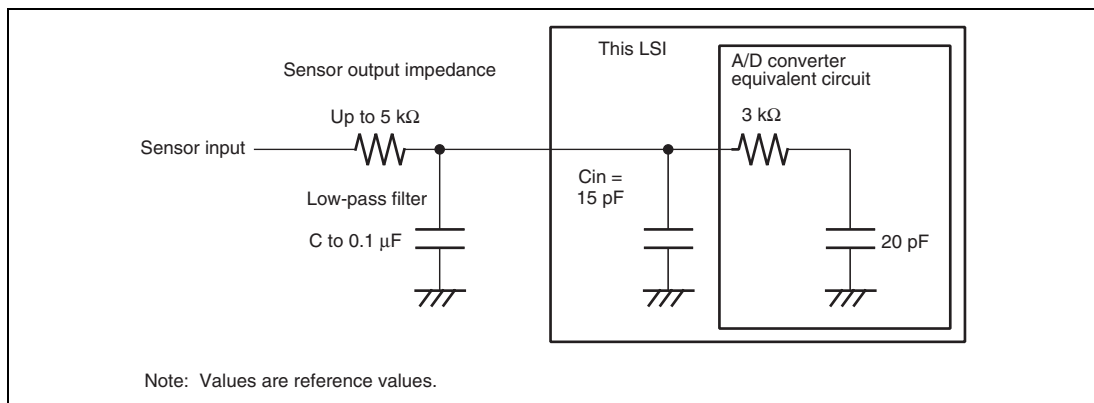 This LSI
A/D converter
equivalent circuit
Sensor output impedance
Up to 5 kΩ
3 kΩ
Sensor input
Cin =
15 pF
Low-pass filter
C to 0.1 μF
20 pF
Note: Values are reference values.